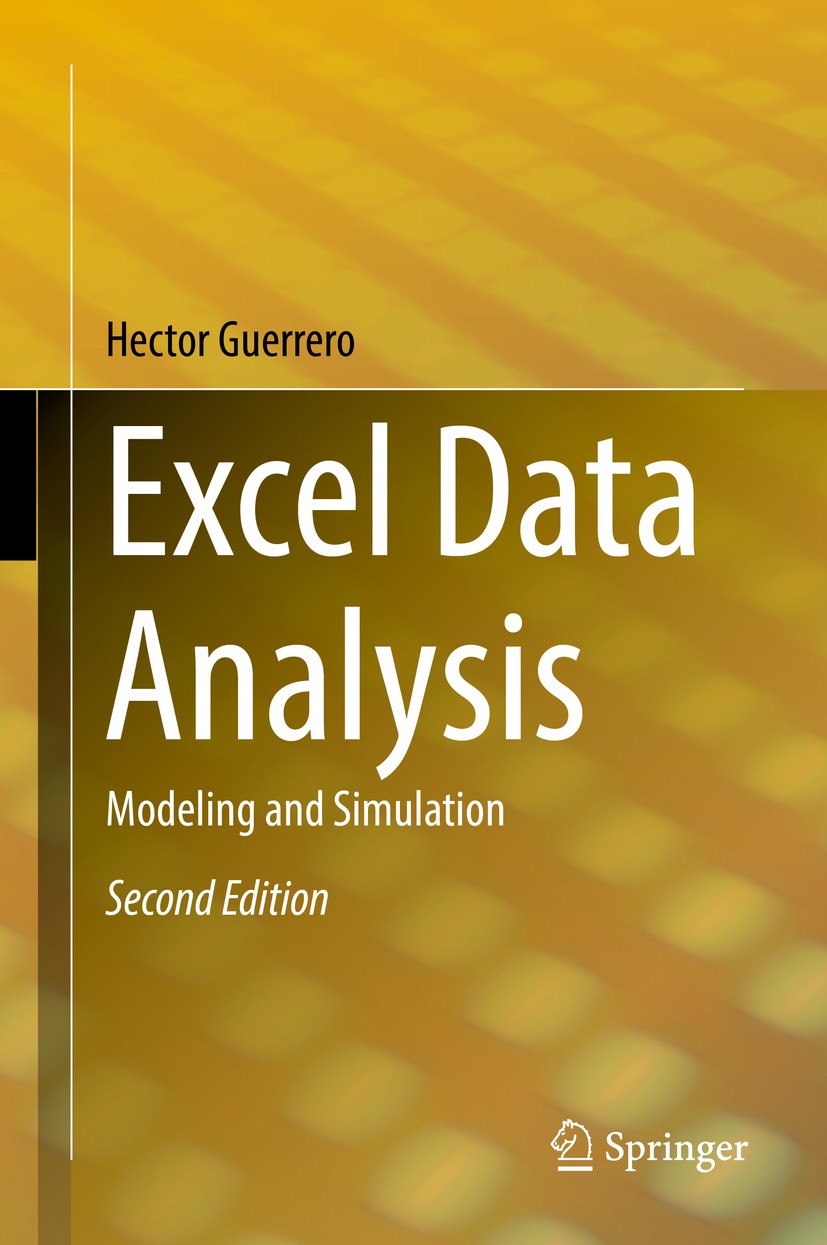 Hector Guerrero
Excel Data
Analysis
Modeling and Simulation
Second Edition
Springer